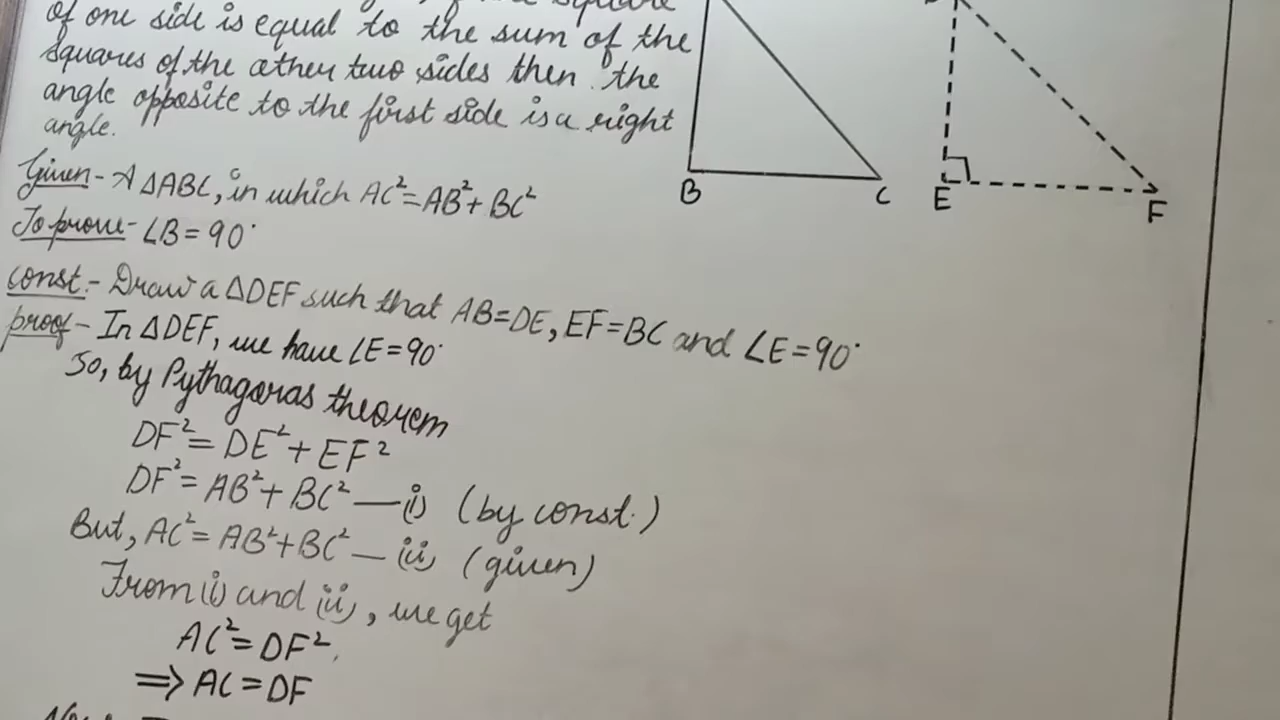 of one side is equal to the sum of the
squares of the other two sides then the
angle opposite to the first side is a right
angle.
Given- A △ABC, in which AC²=AB²+BC²
To prove- ∠B=90°
const.- Draw a △DEF such that AB=DE, EF=BC and ∠E=90°
proof- In △DEF, we have ∠E=90°
So, by Pythagoras theorem
DF²=DE²+EF²
DF²=AB²+BC² —(i) (by const.)
But, AC²=AB²+BC² —(ii) (given)
From (i) and (ii), we get
AC²=DF²
⇒ AC=DF
B
C
E
F